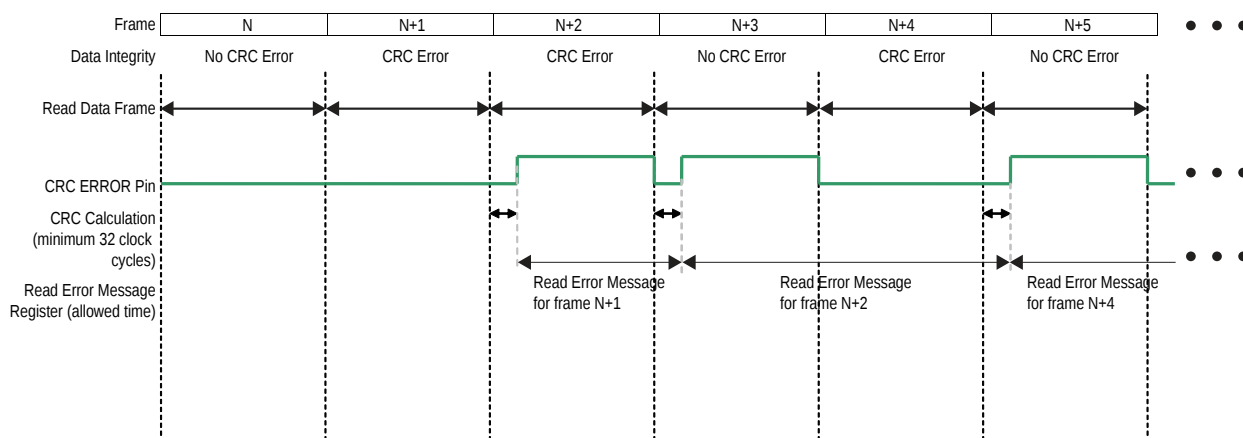 Frame N N+1 N+2 N+3 N+4 N+5
Data Integrity No CRC Error CRC Error CRC Error No CRC Error CRC Error No CRC Error
Read Data Frame
CRC ERROR Pin
CRC Calculation
(minimum 32 clock
cycles)
Read Error Message
Register (allowed time)
Read Error Message
for frame N+1
Read Error Message
for frame N+2
Read Error Message
for frame N+4